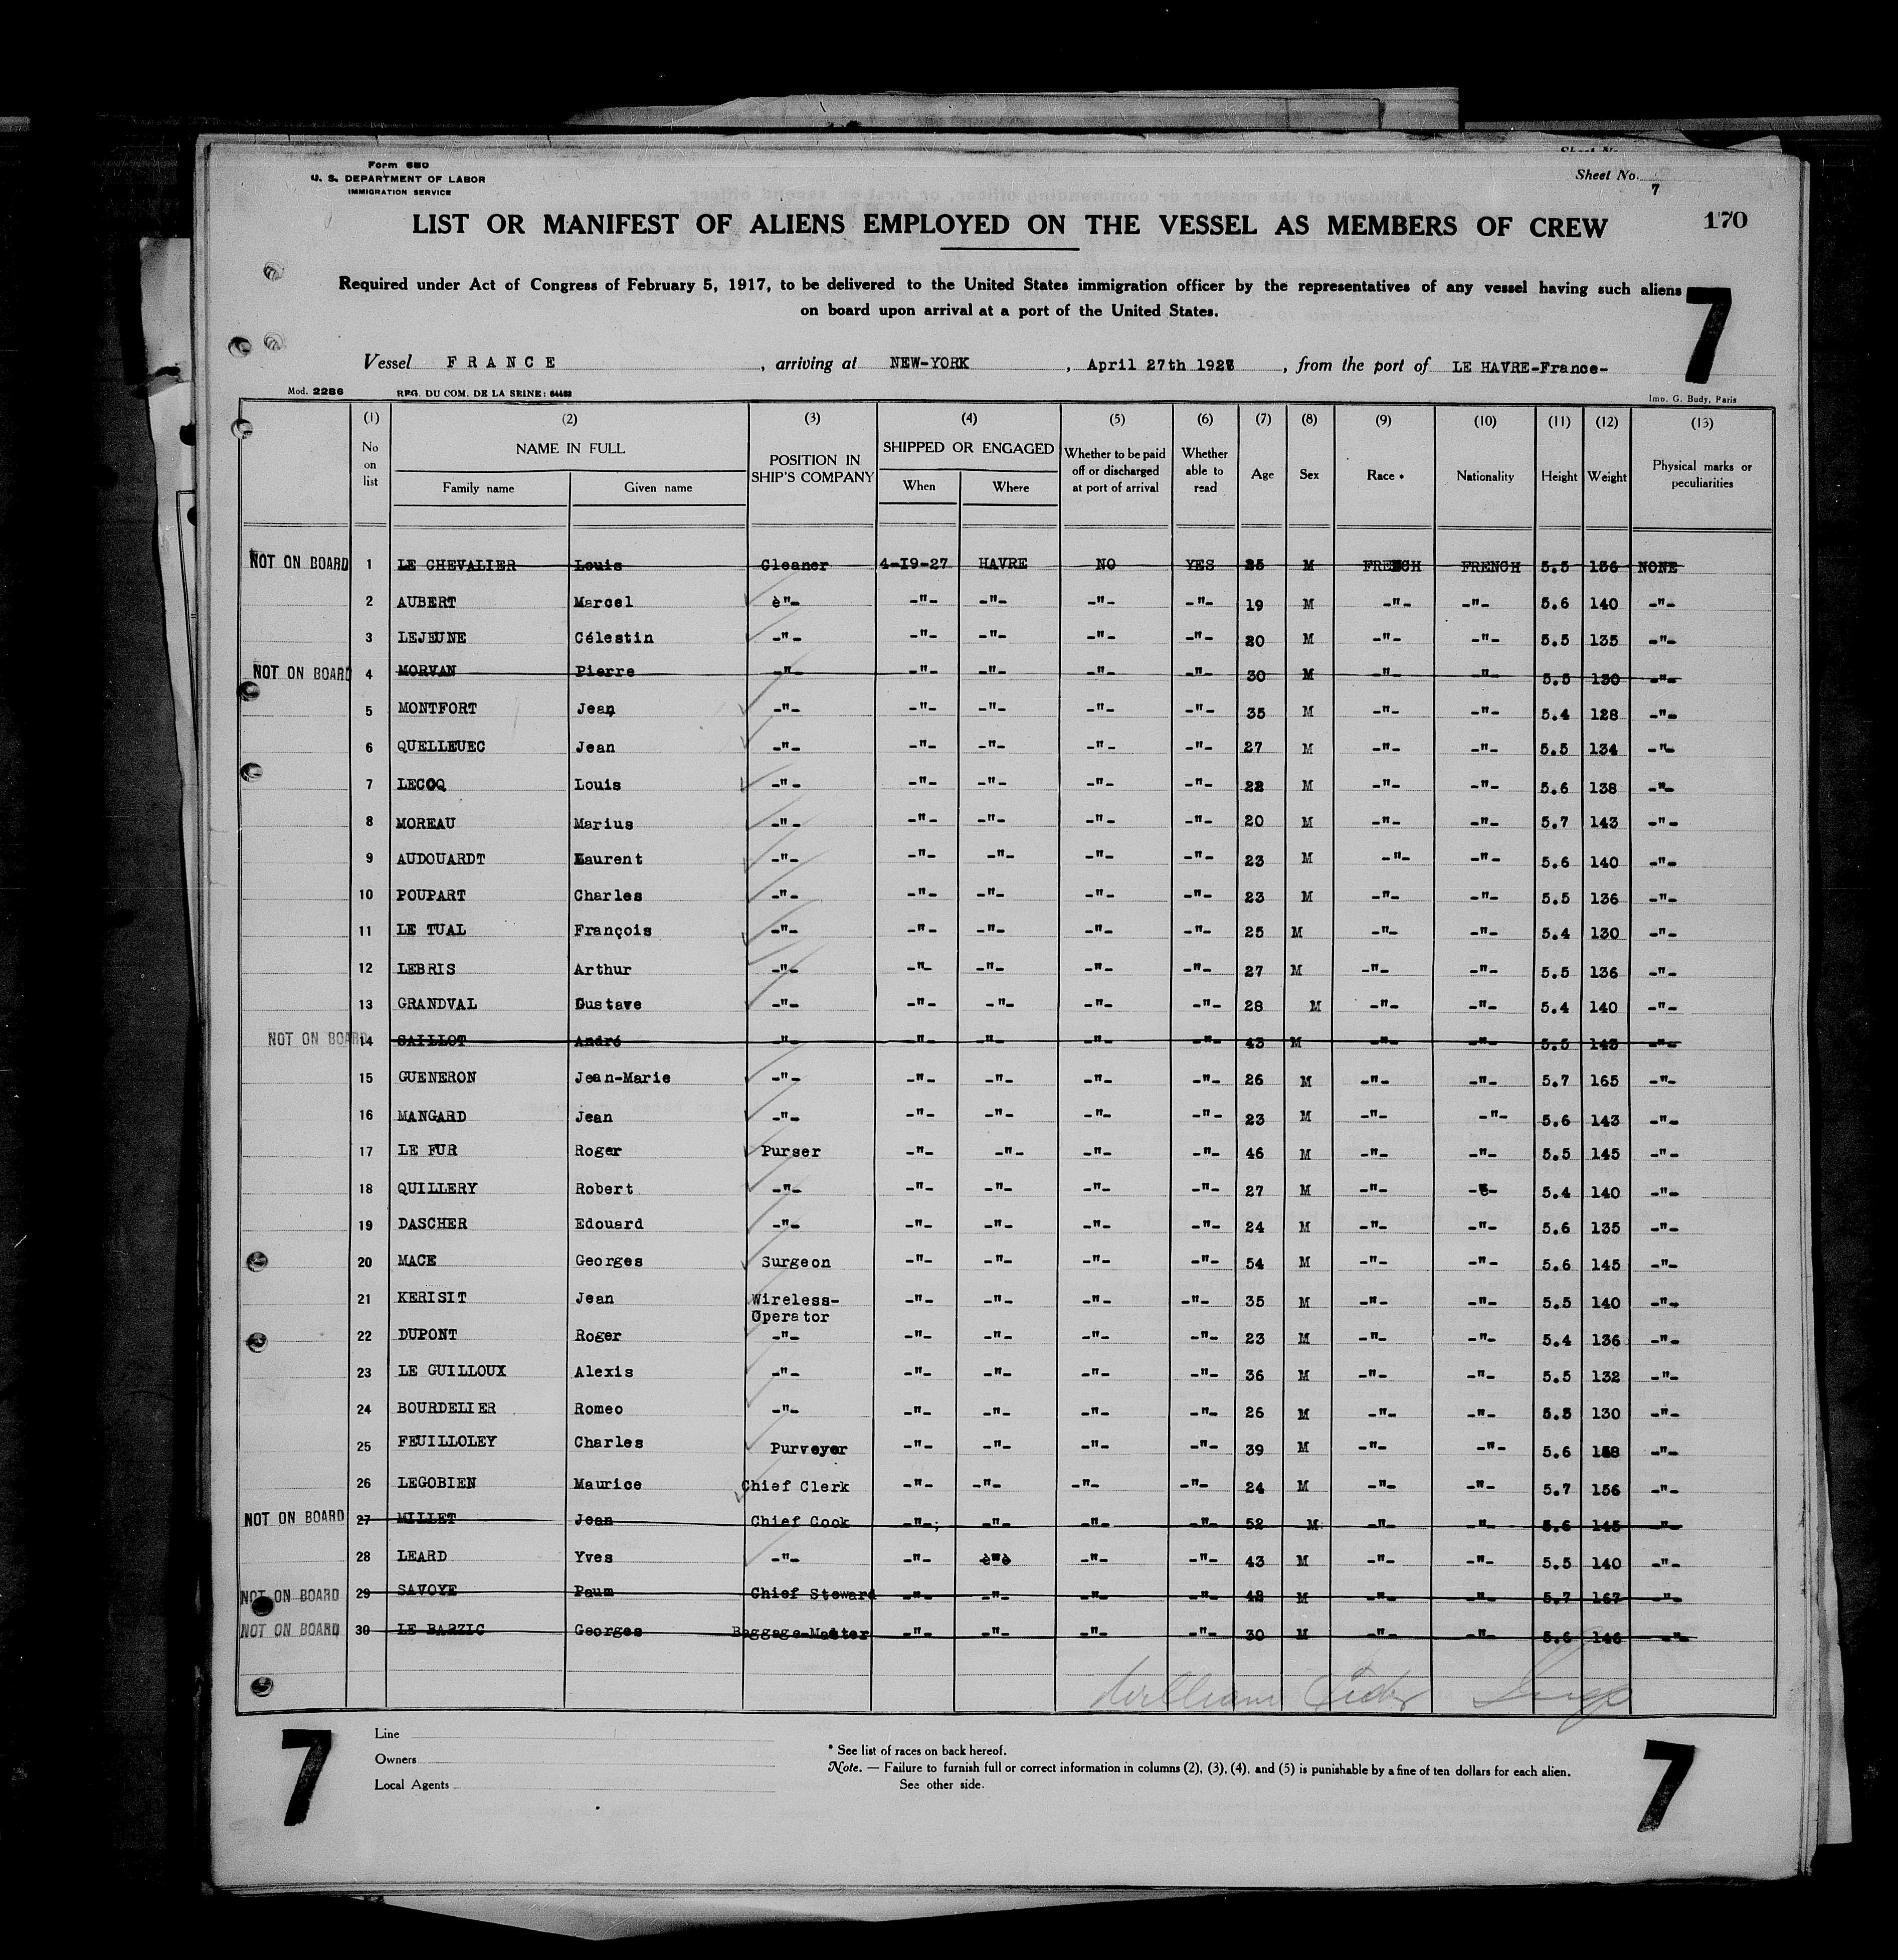 Form 680
U. S. DEPARTMENT OF LABOR
IMMIGRATION SERVICE
Sheet No.
7
LIST OR MANIFEST OF ALIENS EMPLOYED ON THE VESSEL AS MEMBERS OF CREW
170
Required under Act of Congress of February 5, 1917, to be delivered to the United States immigration officer by the representatives of any vessel having such aliens
on board upon arrival at a port of the United States.
7
Vessel FRANCE , arriving at NEW-YORK , April 27th 1927 , from the port of LE HAVRE-France-
Mod. 2286 REG. DU COM. DE LA SEINE: Imp. G. Budy, Paris
(1) (2) (3) (4) (5) (6) (7) (8) (9) (10) (11) (12) (13)
No on list NAME IN FULL Family name Given name POSITION IN SHIP'S COMPANY SHIPPED OR ENGAGED When Where Whether to be paid off or discharged at port of arrival Whether able to read Age Sex Race * Nationality Height Weight Physical marks or peculiarities
NOT ON BOARD 1 LE CHEVALIER Louis Cleaner 4-19-27 HAVRE NO YES 25 M FRENCH FRENCH 5.5 136 NONE
2 AUBERT Marcel è"- -"- -"- -"- -"- 19 M -"- -"- 5.6 140 -"-
3 LEJEUNE Célestin -"- -"- -"- -"- -"- 20 M -"- -"- 5.5 135 -"-
NOT ON BOARD 4 MORVAN Pierre -"- -"- -"- -"- -"- 30 M -"- -"- 5.5 130 -"-
5 MONTFORT Jean -"- -"- -"- -"- -"- 35 M -"- -"- 5.4 128 -"-
6 QUELLEUEC Jean -"- -"- -"- -"- -"- 27 M -"- -"- 5.5 134 -"-
7 LECOQ Louis -"- -"- -"- -"- -"- 22 M -"- -"- 5.6 138 -"-
8 MOREAU Marius -"- -"- -"- -"- -"- 20 M -"- -"- 5.7 143 -"-
9 AUDOUARDT Laurent -"- -"- -"- -"- -"- 23 M -"- -"- 5.6 140 -"-
10 POUPART Charles -"- -"- -"- -"- -"- 23 M -"- -"- 5.5 136 -"-
11 LE TUAL François -"- -"- -"- -"- -"- 25 M -"- -"- 5.4 130 -"-
12 LEBRIS Arthur -"- -"- -"- -"- -"- 27 M -"- -"- 5.5 136 -"-
13 GRANDVAL Gustave -"- -"- -"- -"- -"- 28 M -"- -"- 5.4 140 -"-
NOT ON BOARD 14 SAILLOT André -"- -"- -"- -"- -"- 43 M -"- -"- 5.5 145 -"-
15 GUENERON Jean-Marie -"- -"- -"- -"- -"- 26 M -"- -"- 5.7 165 -"-
16 MANGARD Jean -"- -"- -"- -"- -"- 23 M -"- -"- 5.6 143 -"-
17 LE FUR Roger Purser -"- -"- -"- -"- 46 M -"- -"- 5.5 145 -"-
18 QUILLERY Robert -"- -"- -"- -"- -"- 27 M -"- -"- 5.4 140 -"-
19 DASCHER Edouard -"- -"- -"- -"- -"- 24 M -"- -"- 5.6 135 -"-
20 MACE Georges Surgeon -"- -"- -"- -"- 54 M -"- -"- 5.6 145 -"-
21 KERISIT Jean Wireless- -"- -"- -"- -"- 35 M -"- -"- 5.5 140 -"-
Operator
22 DUPONT Roger -"- -"- -"- -"- -"- 23 M -"- -"- 5.4 136 -"-
23 LE GUILLOUX Alexis -"- -"- -"- -"- -"- 36 M -"- -"- 5.5 132 -"-
24 BOURDELIER Romeo -"- -"- -"- -"- -"- 26 M -"- -"- 5.5 130 -"-
25 FEUILLOLEY Charles Purveyer -"- -"- -"- -"- 39 M -"- -"- 5.6 -"-
26 LEGOBIEN Maurice Chief Clerk -"- -"- -"- -"- 24 M -"- -"- 5.7 156 -"-
NOT ON BOARD 27 MILLET Jean Chief Cook -"-; -"- -"- -"- 52 M -"- -"- 5.6 145 -"-
28 LEARD Yves -"- -"- è"è -"- -"- 43 M -"- -"- 5.5 140 -"-
NOT ON BOARD 29 SAVOYE Paum Chief Steward -"- -"- -"- -"- 42 M -"- -"- 5.7 167 -"-
NOT ON BOARD 30 LE BARZIC Georges Baggage-Master -"- -"- -"- -"- 30 M -"- -"- 5.6 146 -"-
William
7
Line
Owners
Local Agents
* See list of races on back hereof.
Note. — Failure to furnish full or correct information in columns (2), (3), (4), and (5) is punishable by a fine of ten dollars for each alien.
See other side.
7